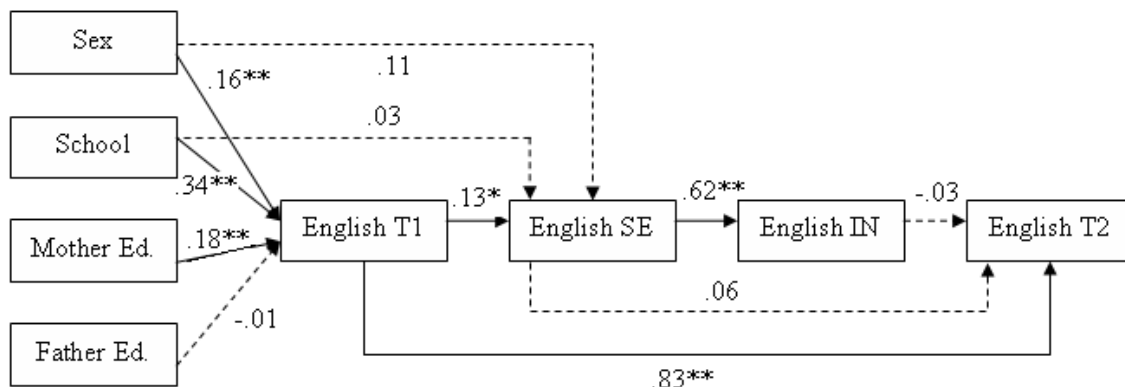 Sex
.11
.16**
School
.03
.34**
English T1
.13*
English SE
.62**
English IN
-.03
English T2
Mother Ed.
.18**
.06
-.01
Father Ed.
.83**